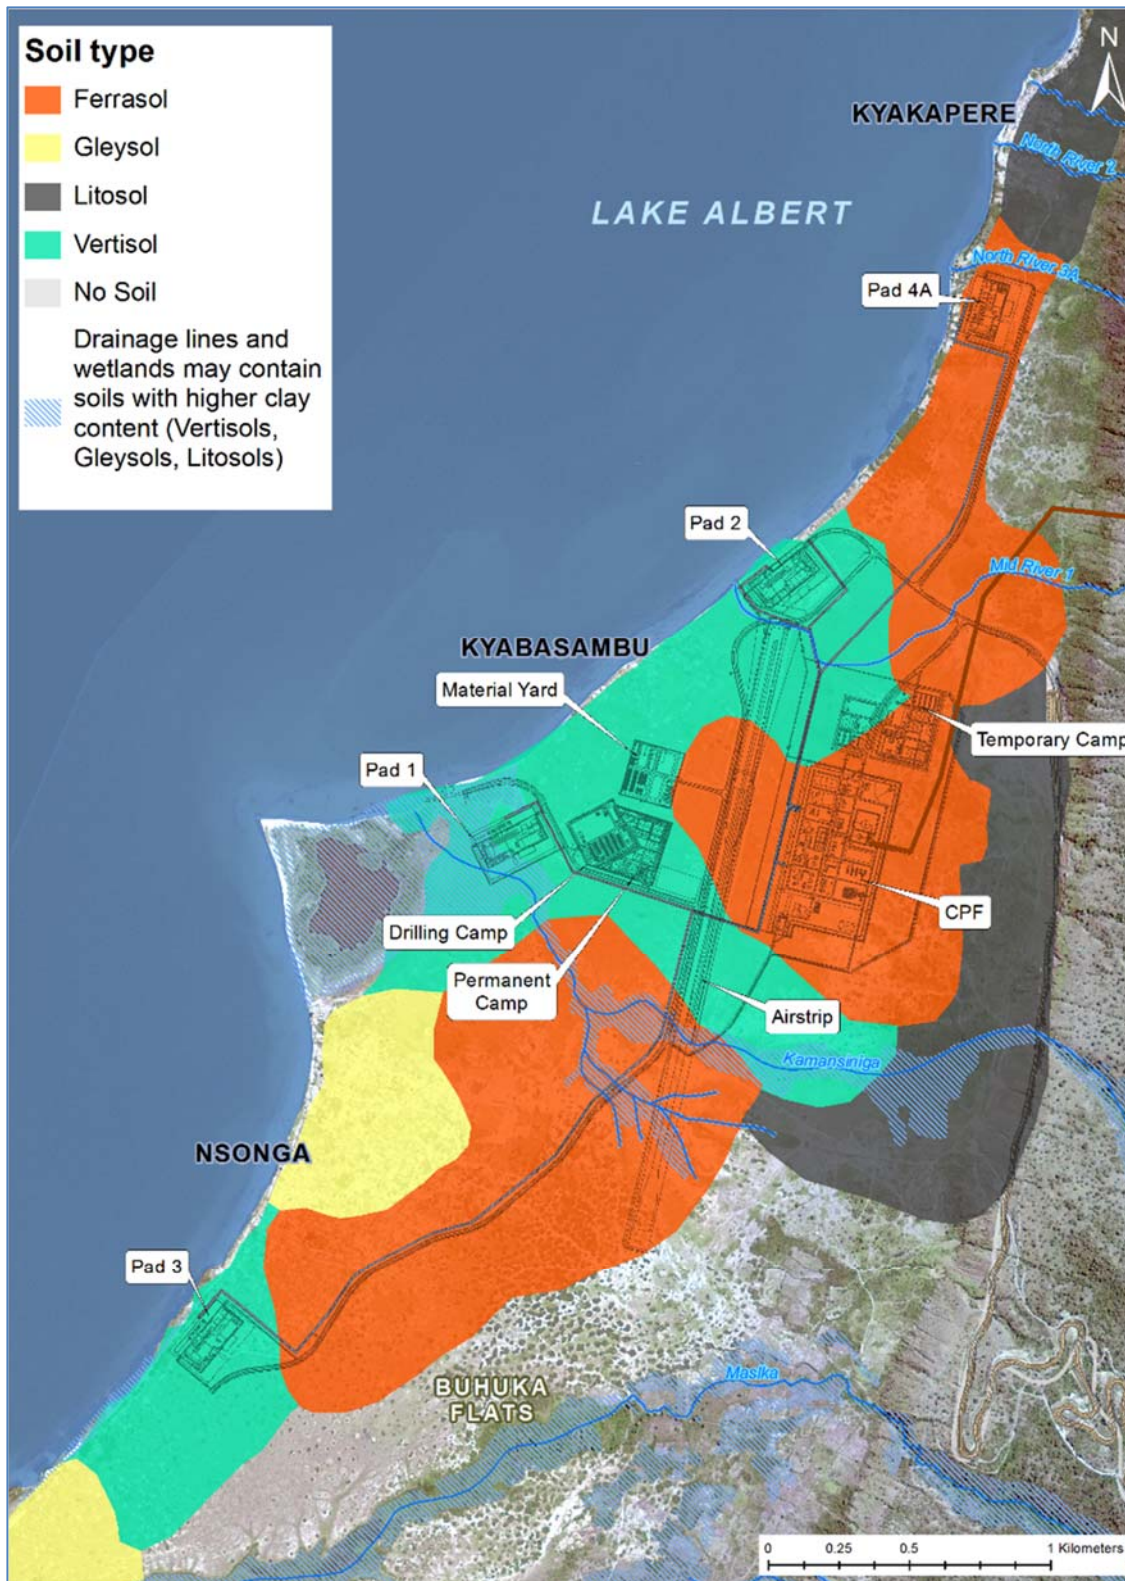 Soil type
Ferrasol
Gleysol
Litosol
Vertisol
No Soil
Drainage lines and
wetlands may contain
soils with higher clay
content (Vertisols,
Gleysols, Litosols)
N
KYAKAPERE
North River 2
LAKE ALBERT
North River 3A
Pad 4A
Pad 2
Mid River 1
KYABASAMBU
Material Yard
Temporary Camp
Pad 1
CPF
Drilling Camp
Permanent
Camp
Airstrip
Kamansiniga
NSONGA
Pad 3
BUHUKA
FLATS
Masika
0 0.25 0.5 1 Kilometers